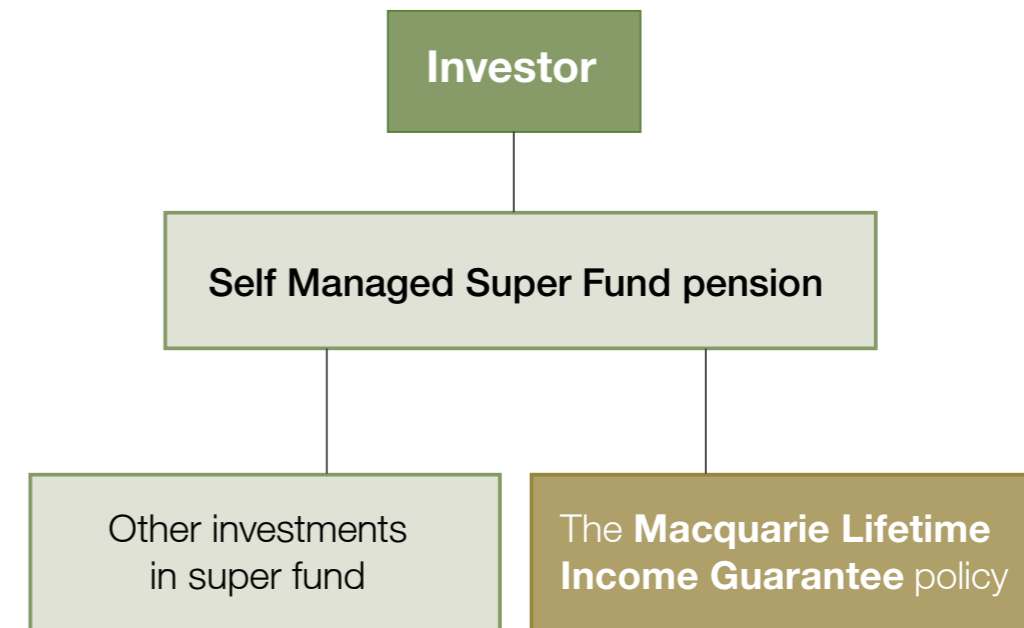 Investor
Self Managed Super Fund pension
Other investments
in super fund
The Macquarie Lifetime
Income Guarantee policy